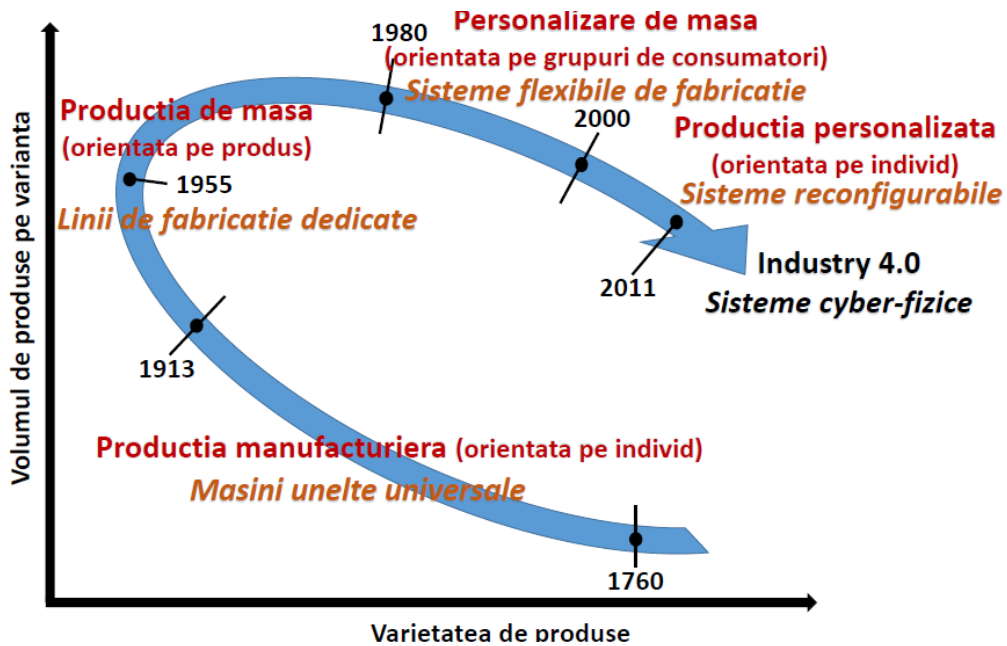 Personalizare de masa
(orientata pe grupuri de consumatori)
Sisteme flexibile de fabricatie
1980
Productia de masa
(orientata pe produs)
1955
Linii de fabricatie dedicate
2000
Productia personalizata
(orientata pe individ)
Sisteme reconfigurabile
2011
Industry 4.0
Sisteme cyber-fizice
1913
Productia manufacturiera (orientata pe individ)
Masini unelte universale
1760
Volumul de produse pe varianta
Varietatea de produse